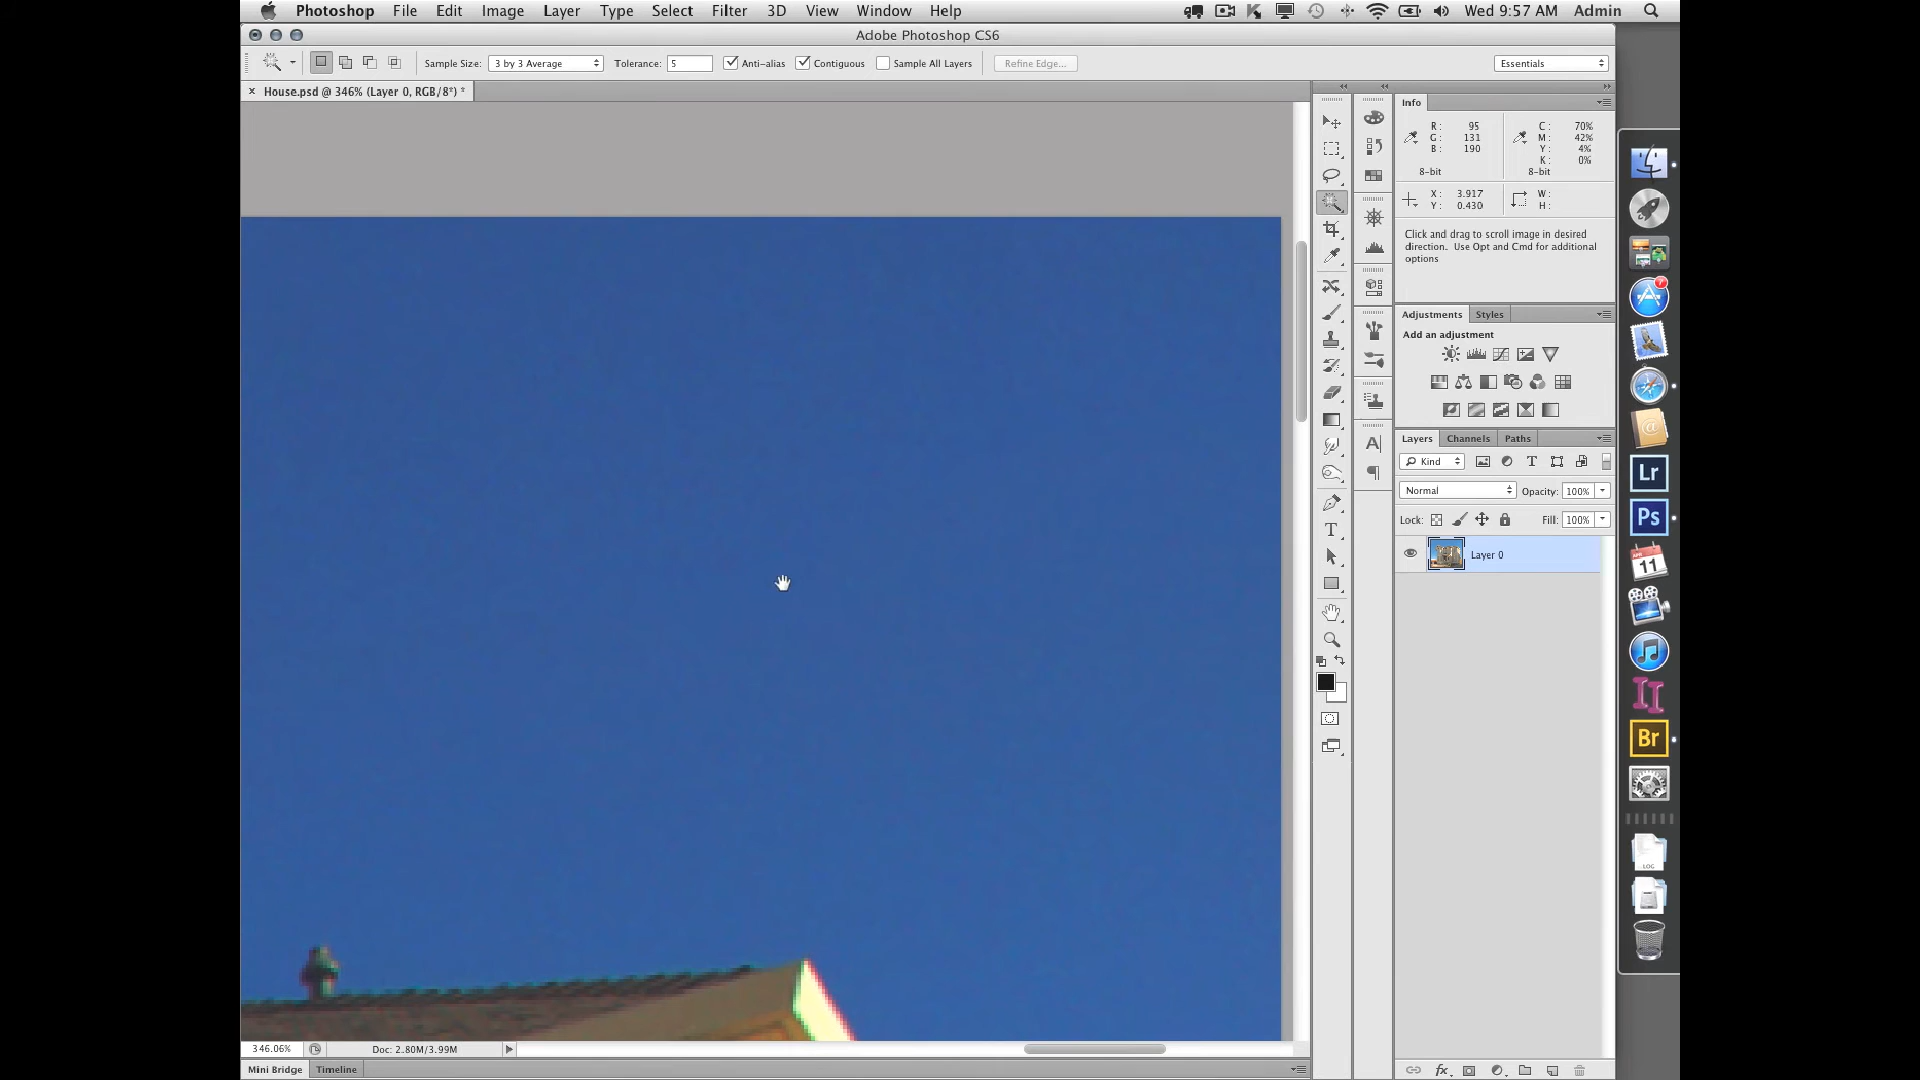 Photoshop File Edit Image Layer Type Select Filter 3D View Window Help Wed 9:57 AM Admin
Adobe Photoshop CS6
Sample Size: 3 by 3 Average Tolerance: 5 Anti-alias Contiguous Sample All Layers Refine Edge... Essentials
× House.psd @ 346% (Layer 0, RGB/8*) *
Info
R: 95 C: 70%
G: 131 M: 42%
B: 190 Y: 4%
K: 0%
8-bit 8-bit
X: 3.917 W:
Y: 0.430 H:
Click and drag to scroll image in desired
direction. Use Opt and Cmd for additional
options
Adjustments Styles
Add an adjustment
Layers Channels Paths
Kind T
Normal Opacity: 100%
Lock: Fill: 100%
Layer 0
A
T
Lr
Ps
11
Br
LOG
fx
346.06% Doc: 2.80M/3.99M
Mini Bridge Timeline